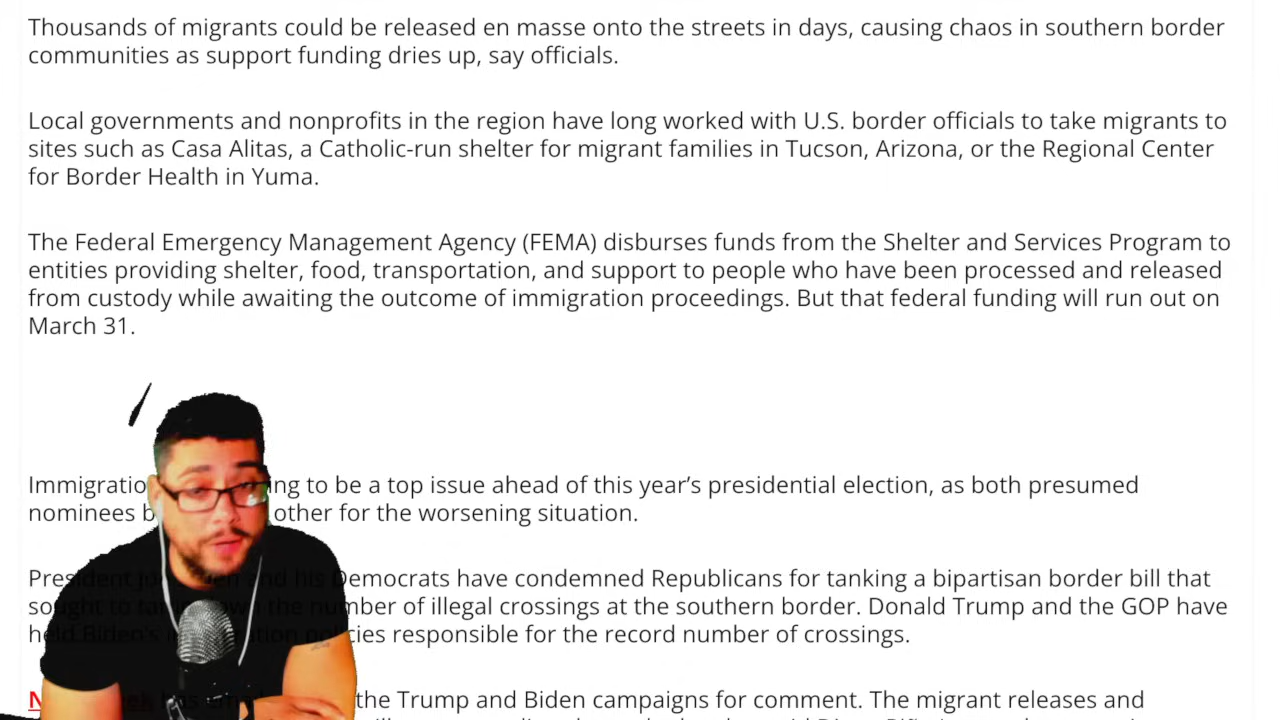 Thousands of migrants could be released en masse onto the streets in days, causing chaos in southern border
communities as support funding dries up, say officials.
Local governments and nonprofits in the region have long worked with U.S. border officials to take migrants to
sites such as Casa Alitas, a Catholic-run shelter for migrant families in Tucson, Arizona, or the Regional Center
for Border Health in Yuma.
The Federal Emergency Management Agency (FEMA) disburses funds from the Shelter and Services Program to
entities providing shelter, food, transportation, and support to people who have been processed and released
from custody while awaiting the outcome of immigration proceedings. But that federal funding will run out on
March 31.
to be a top issue ahead of this year's presidential election, as both presumed
nominees other for the worsening situation.
President and his Democrats have condemned Republicans for tanking a bipartisan border bill that
sought to the number of illegal crossings at the southern border. Donald Trump and the GOP have
held Biden's responsible for the record number of crossings.
the Trump and Biden campaigns for comment. The migrant releases and